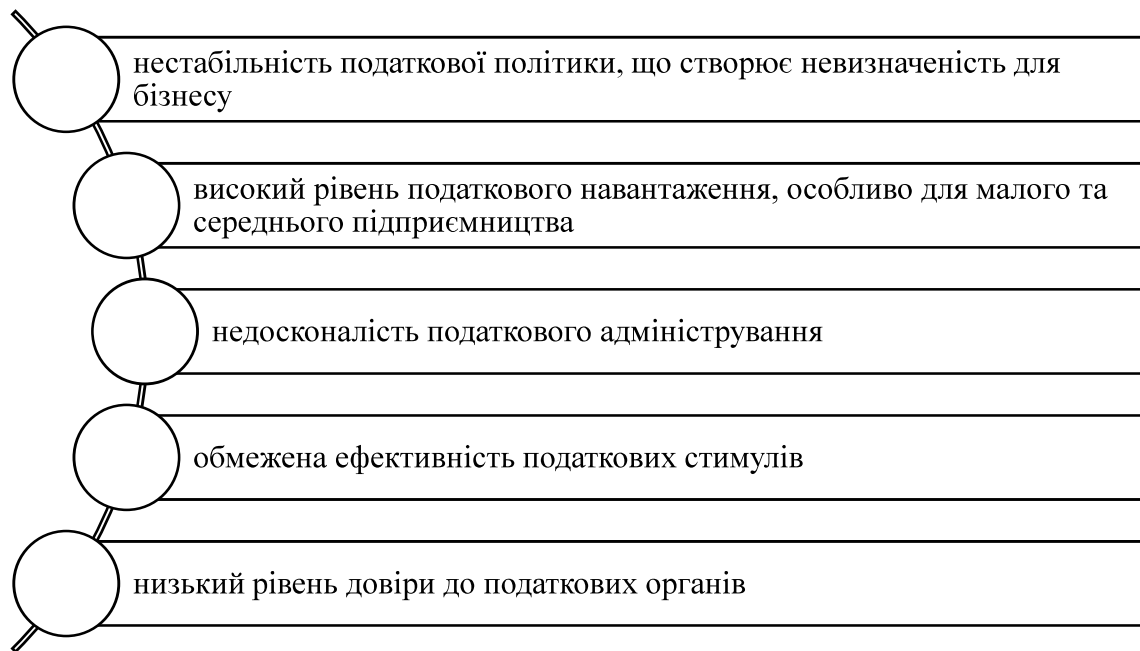 нестабільність податкової політики, що створює невизначеність для
бізнесу
високий рівень податкового навантаження, особливо для малого та
середнього підприємництва
недосконалість податкового адміністрування
обмежена ефективність податкових стимулів
низький рівень довіри до податкових органів